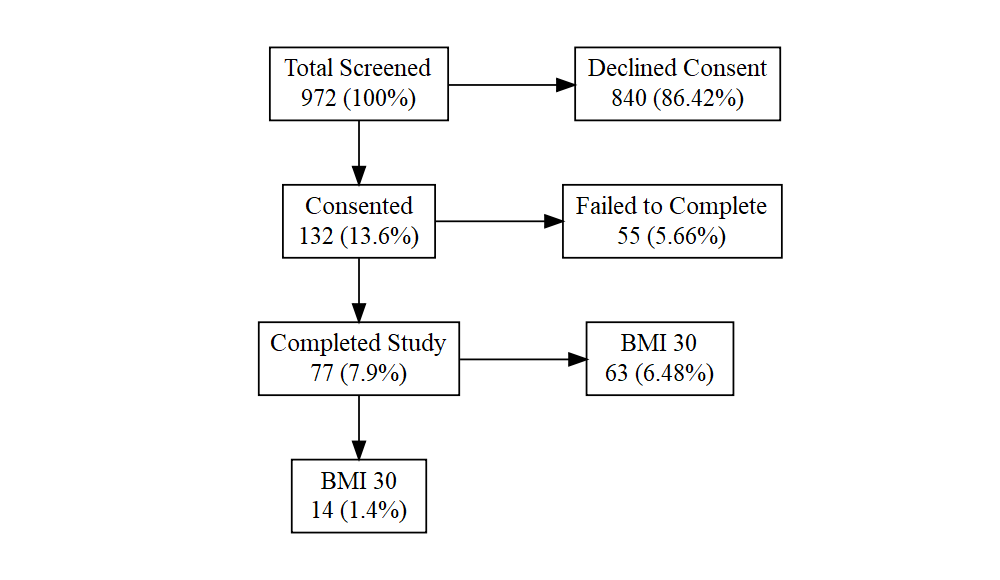 Total Screened
972 (100%)
Declined Consent
840 (86.42%)
Consented
132 (13.6%)
Failed to Complete
55 (5.66%)
Completed Study
77 (7.9%)
BMI 30
63 (6.48%)
BMI 30
14 (1.4%)